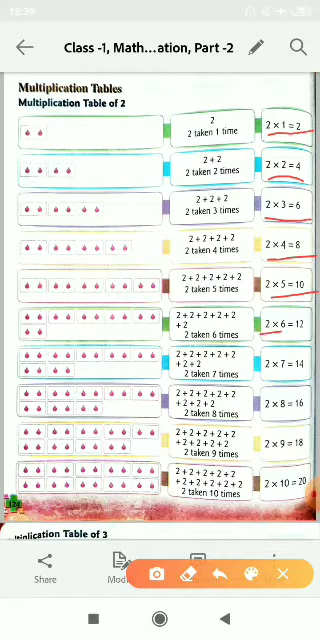 18:39
Class -1, Math...ation, Part -2
Multiplication Tables
Multiplication Table of 2
2
2 taken 1 time
2 × 1 = 2
2 + 2
2 taken 2 times
2 × 2 = 4
2 + 2 + 2
2 taken 3 times
2 × 3 = 6
2 + 2 + 2 + 2
2 taken 4 times
2 × 4 = 8
2 + 2 + 2 + 2 + 2
2 taken 5 times
2 × 5 = 10
2 + 2 + 2 + 2 + 2
+ 2
2 taken 6 times
2 × 6 = 12
2 + 2 + 2 + 2 + 2
+ 2 + 2
2 taken 7 times
2 × 7 = 14
2 + 2 + 2 + 2 + 2
+ 2 + 2 + 2
2 taken 8 times
2 × 8 = 16
2 + 2 + 2 + 2 + 2
+ 2 + 2 + 2 + 2
2 taken 9 times
2 × 9 = 18
2 + 2 + 2 + 2 + 2
+ 2 + 2 + 2 + 2 + 2
2 taken 10 times
2 × 10 = 20
Table of 3
Share